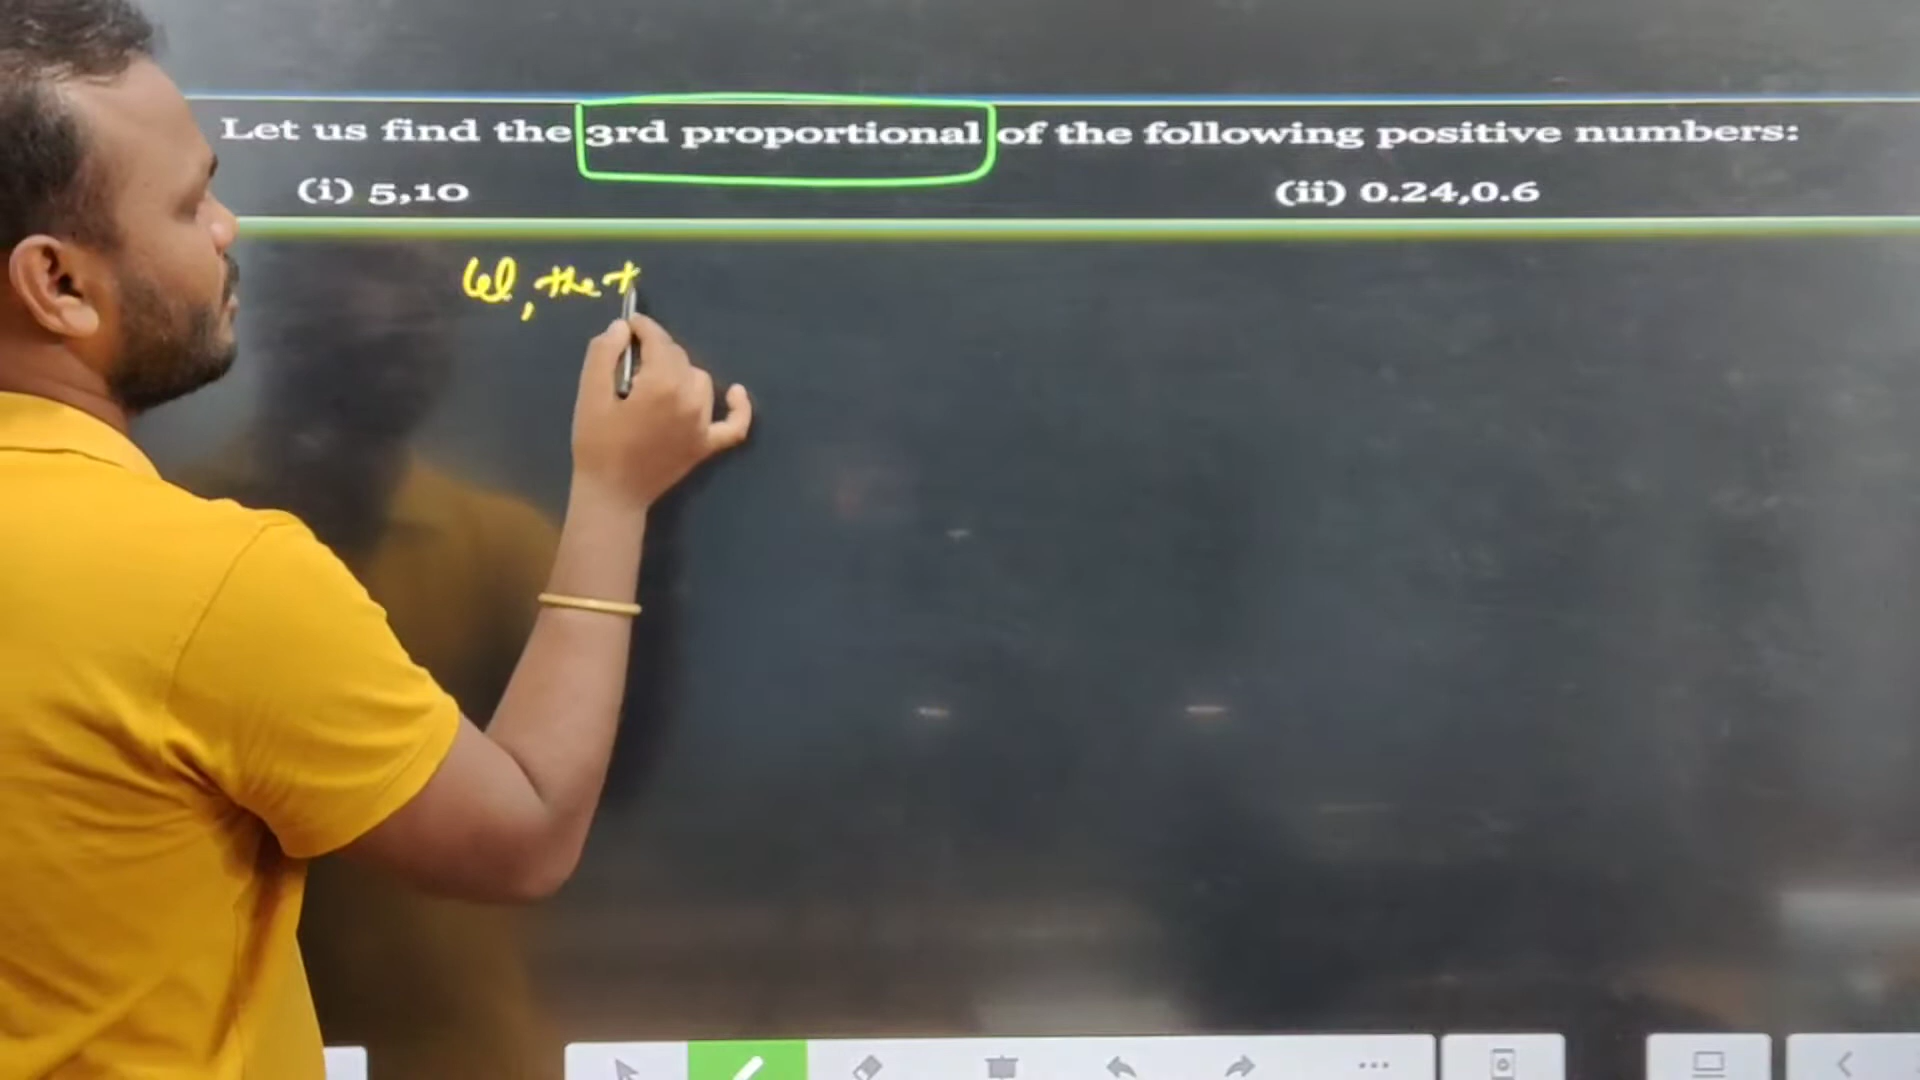 Let us find the 3rd proportional of the following positive numbers:
(i) 5,10 (ii) 0.24,0.6
Let, the t